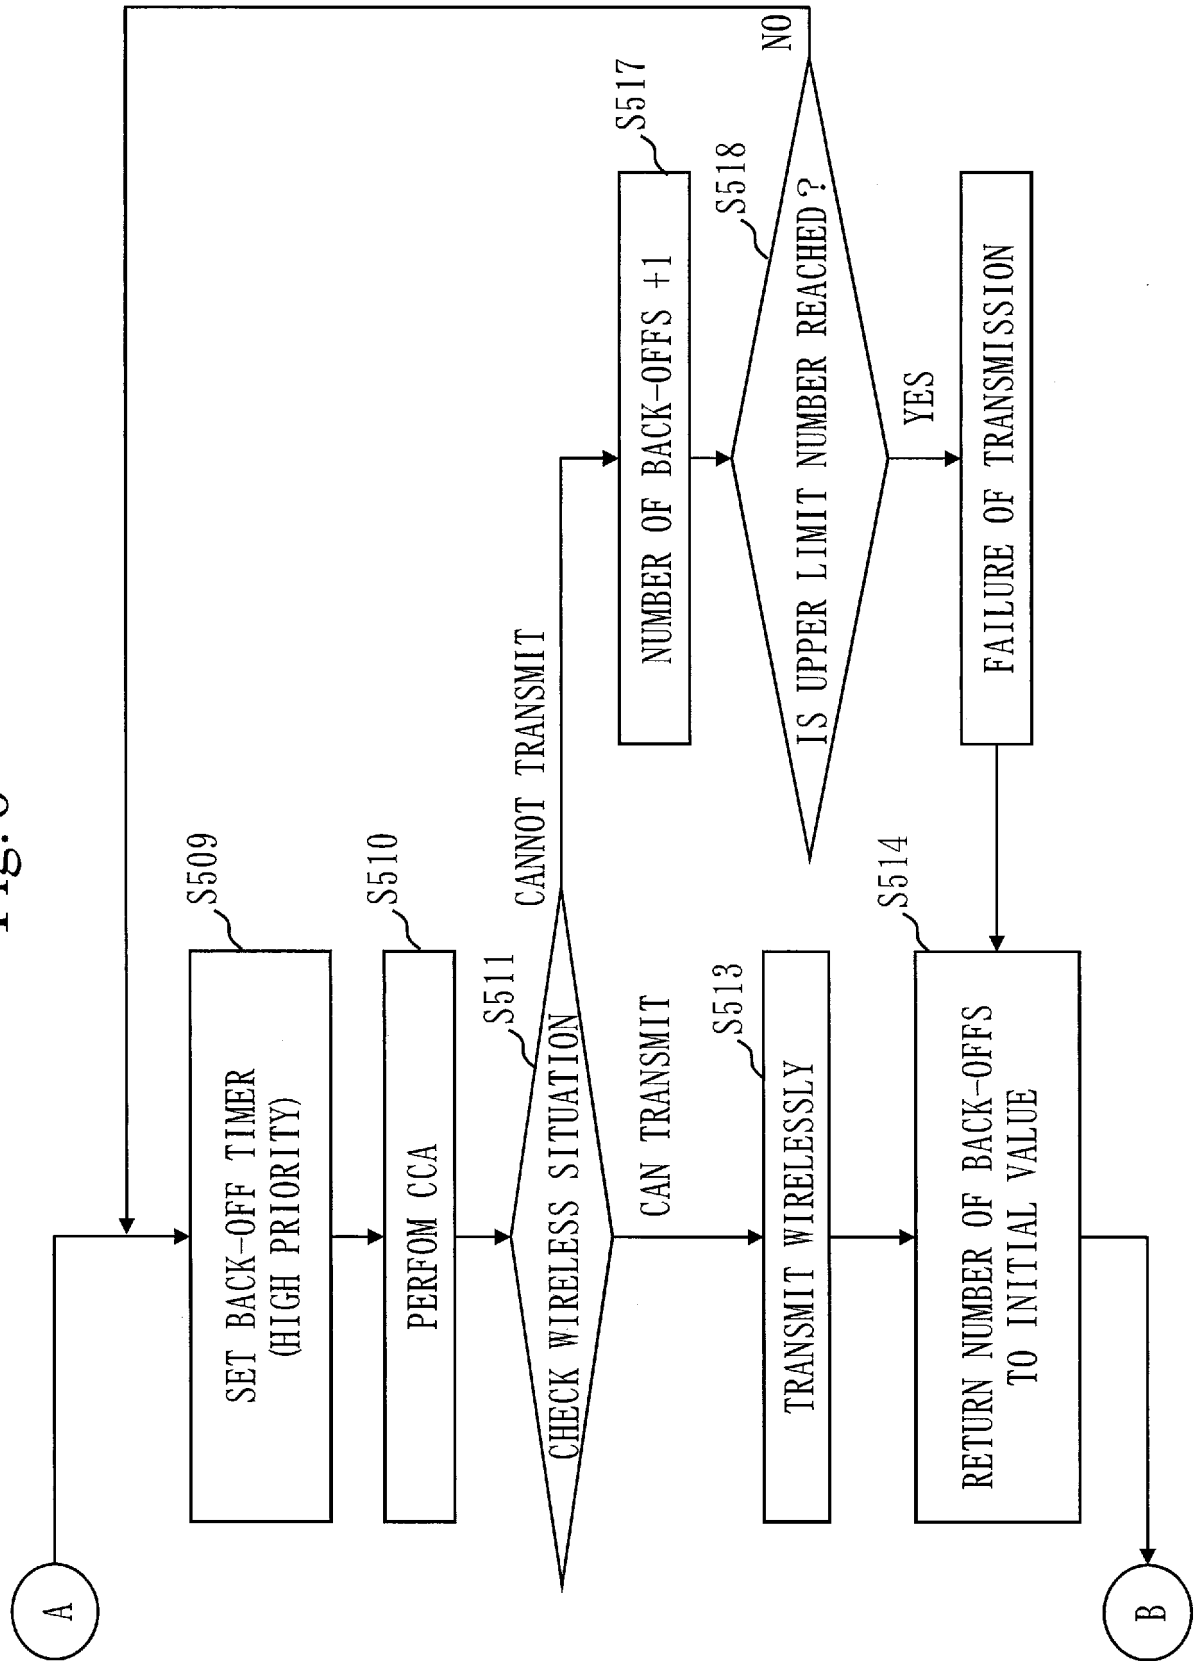 A
SET BACK-OFF TIMER
(HIGH PRIORITY)
S509
PERFOM CCA
S510
CHECK WIRELESS SITUATION
S511
CANNOT TRANSMIT
CAN TRANSMIT
NUMBER OF BACK-OFFS +1
S517
IS UPPER LIMIT NUMBER REACHED?
S518
NO
YES
TRANSMIT WIRELESSLY
S513
FAILURE OF TRANSMISSION
RETURN NUMBER OF BACK-OFFS
TO INITIAL VALUE
S514
B